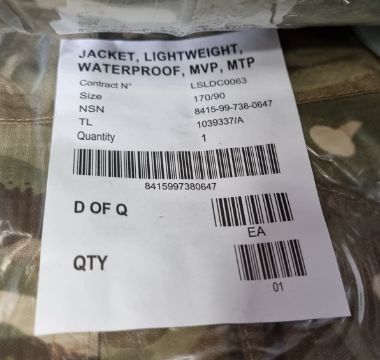 JACKET, LIGHTWEIGHT,
WATERPROOF, MVP, MTP
Contract N° LSLDC0063
Size 170/90
NSN 8415-99-738-0647
TL 1039337/A
Quantity 1
8415997380647
D OF Q
EA
QTY
01